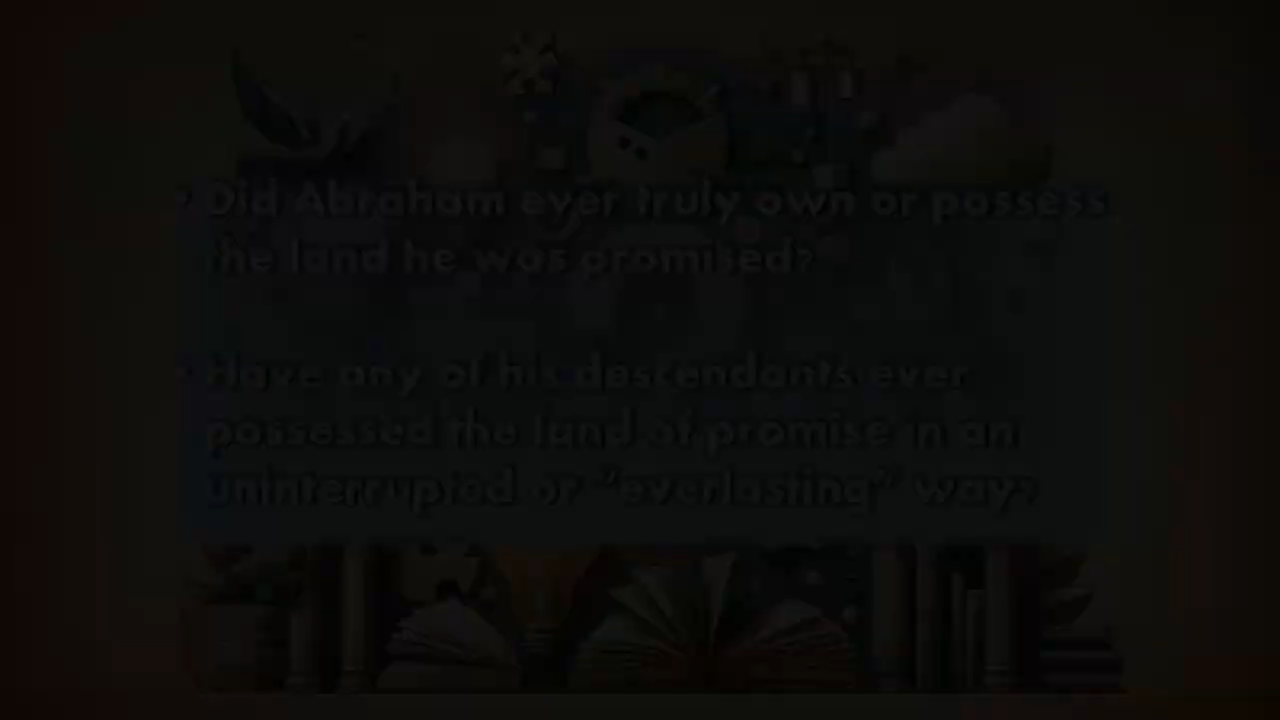 • Did Abraham ever truly own or possess
the land he was promised?
• Have any of his descendants ever
possessed the land of promise in an
uninterrupted or "everlasting" way?